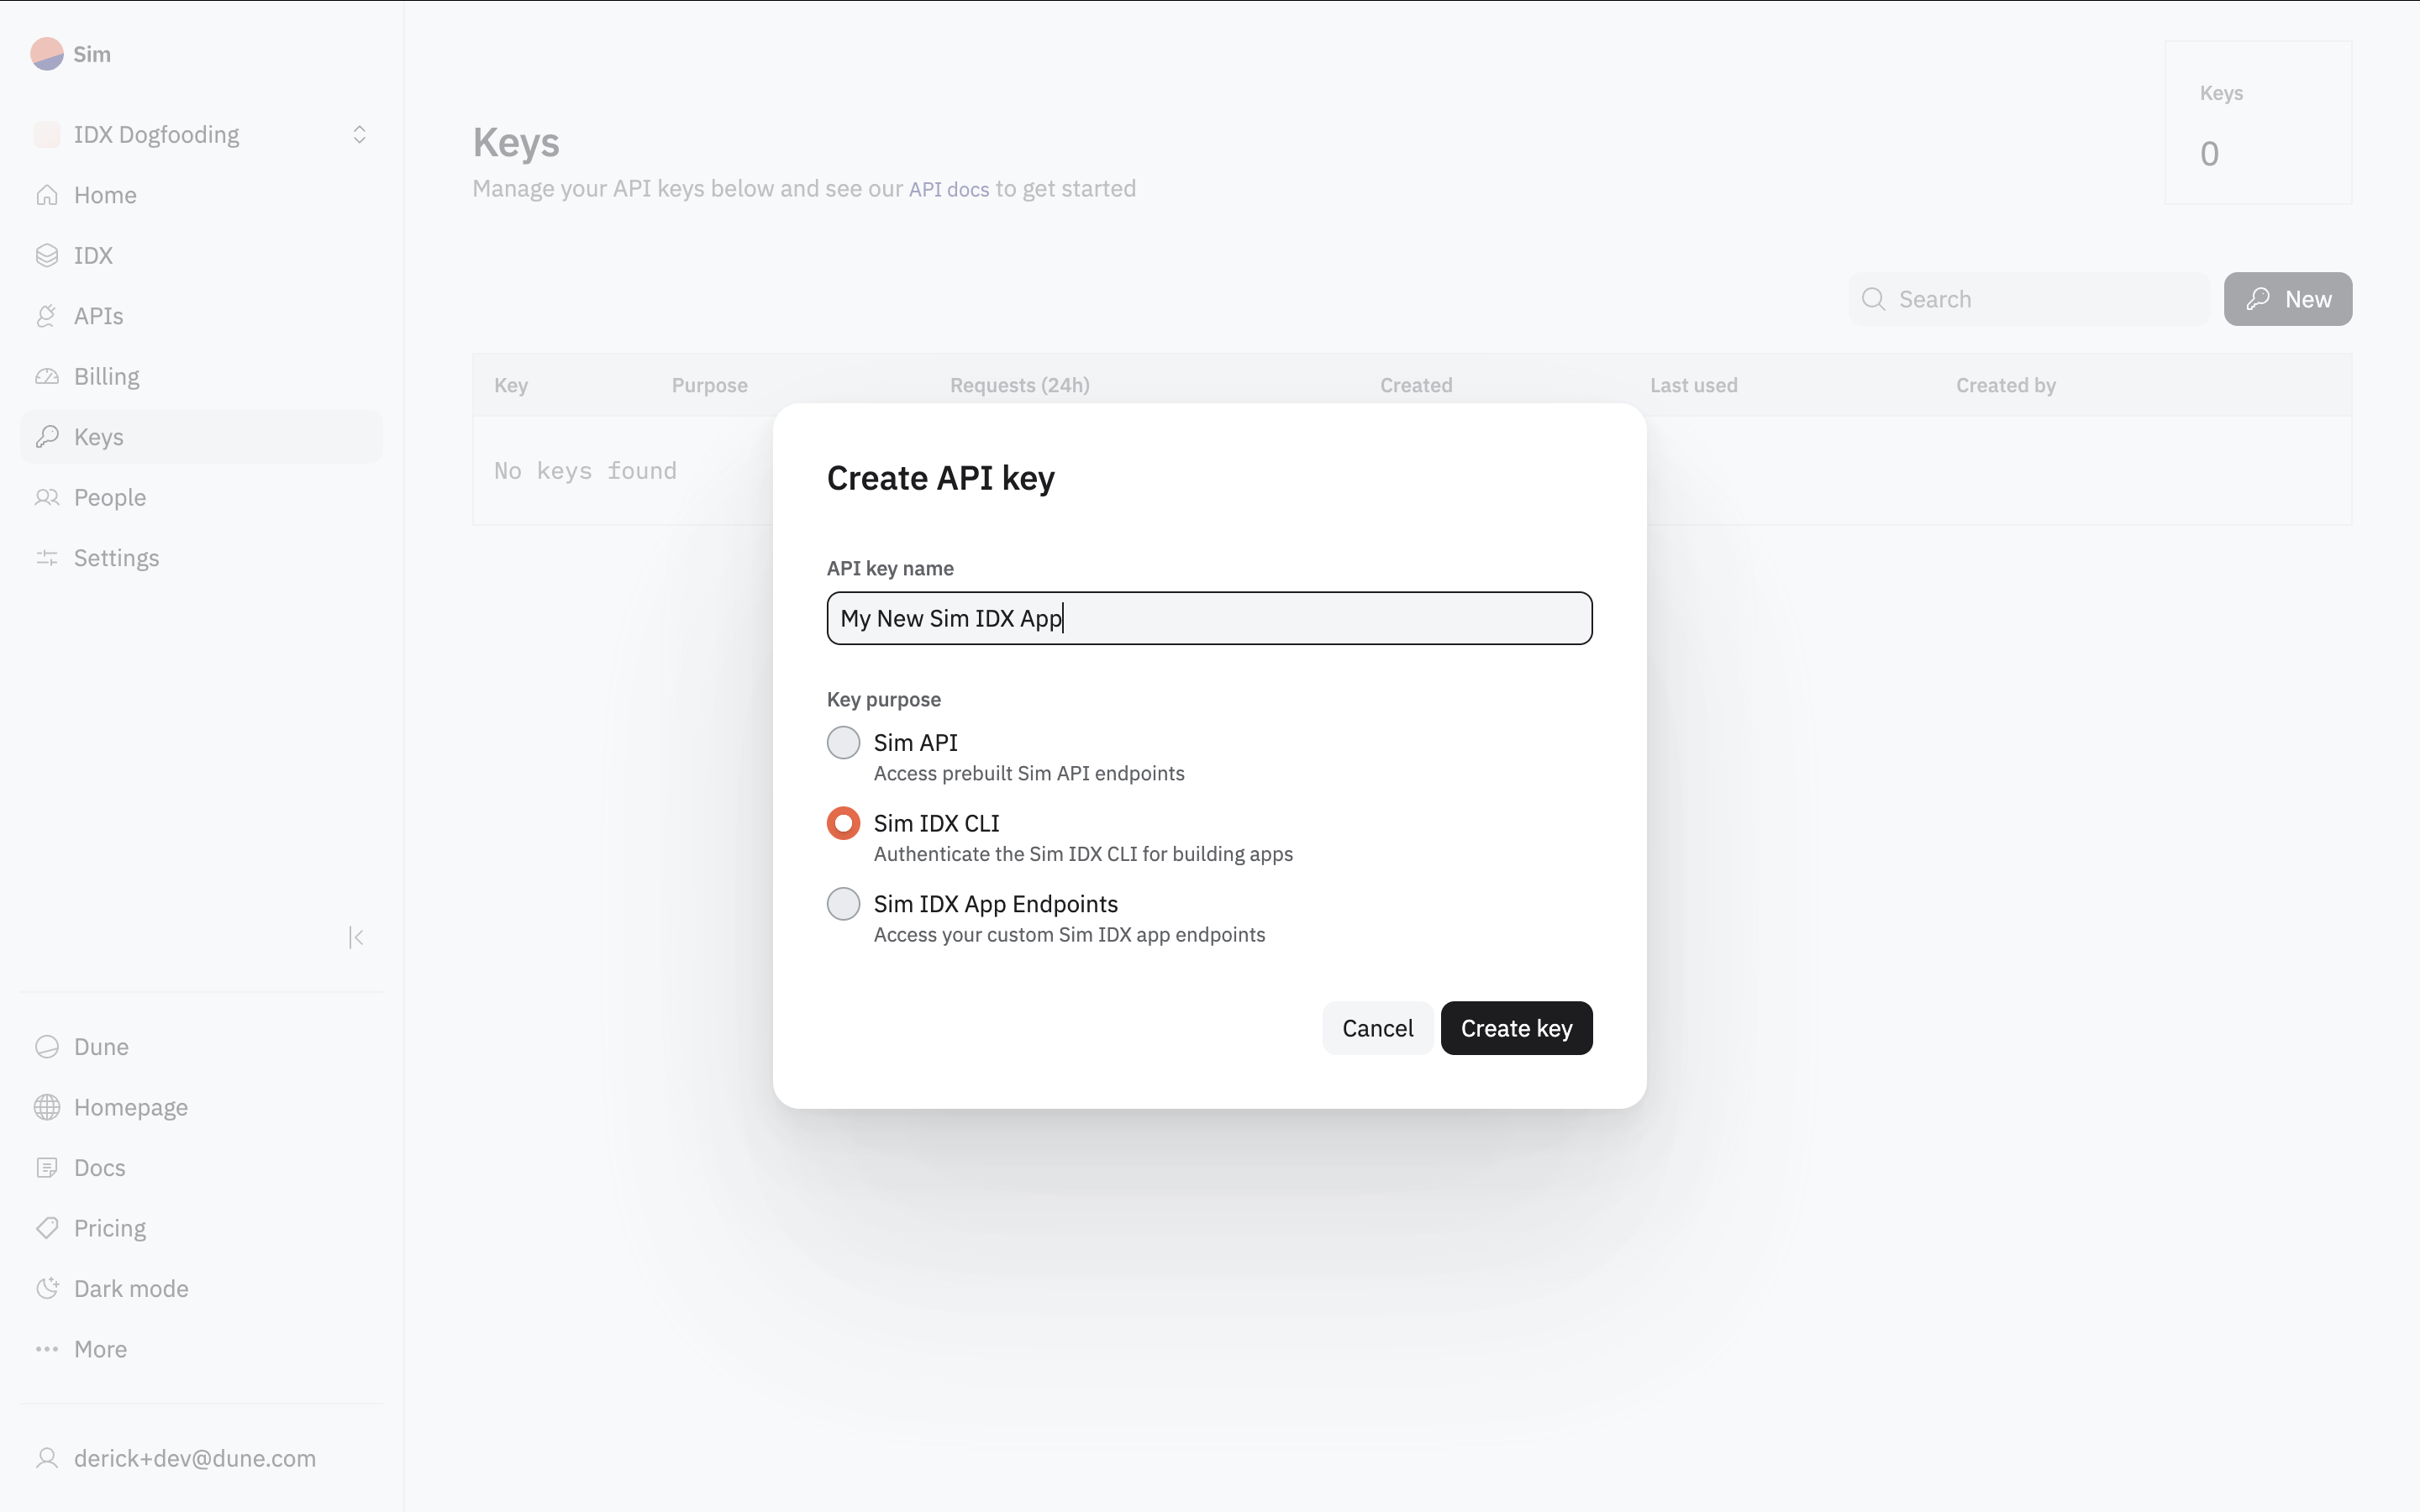 Sim
IDX Dogfooding
Home
IDX
APIs
Billing
Keys
People
Settings
Dune
Homepage
Docs
Pricing
Dark mode
More
derick+dev@dune.com
Keys
Manage your API keys below and see our API docs to get started
Keys
0
Search
New
Key Purpose Requests (24h) Created Last used Created by
No keys found
Create API key
API key name
My New Sim IDX App
Key purpose
Sim API
Access prebuilt Sim API endpoints
Sim IDX CLI
Authenticate the Sim IDX CLI for building apps
Sim IDX App Endpoints
Access your custom Sim IDX app endpoints
Cancel Create key